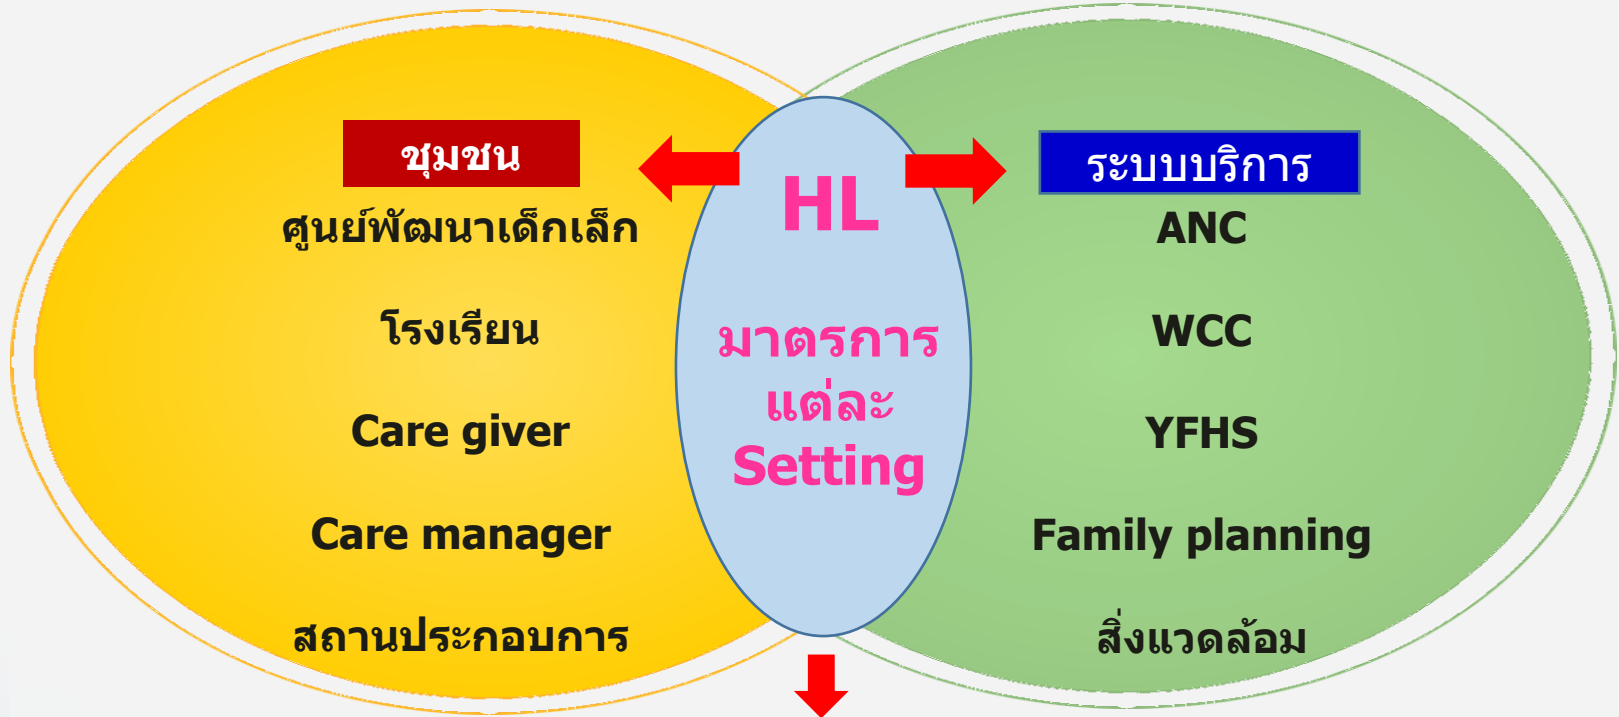 ชุมชน
ศูนย์พัฒนาเด็กเล็ก
โรงเรียน
Care giver
Care manager
สถานประกอบการ
HL
มาตรการ
แต่ละ
Setting
ระบบบริการ
ANC
WCC
YFHS
Family planning
สิ่งแวดล้อม